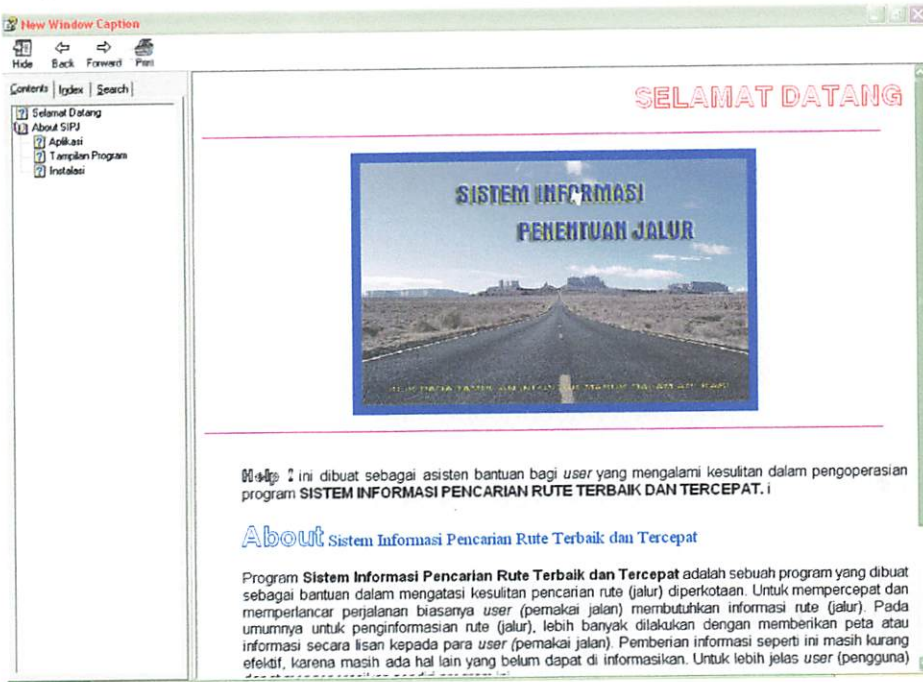 New Window Caption
Hide Back Forward Print
Contents Index Search
Selamat Datang
About SIPJ
Aplikasi
Tampilan Program
Instalasi
SELAMAT DATANG
SISTEM INFORMASI
PENENTUAN JALUR
Help ! ini dibuat sebagai asisten bantuan bagi user yang mengalami kesulitan dalam pengoperasian
program SISTEM INFORMASI PENCARIAN RUTE TERBAIK DAN TERCEPAT. i
About Sistem Informasi Pencarian Rute Terbaik dan Tercepat
Program Sistem Informasi Pencarian Rute Terbaik dan Tercepat adalah sebuah program yang dibuat
sebagai bantuan dalam mengatasi kesulitan pencarian rute (jalur) diperkotaan. Untuk mempercepat dan
memperlancar perjalanan biasanya user (pemakai jalan) membutuhkan informasi rute (jalur). Pada
umumnya untuk penginformasian rute (jalur), lebih banyak dilakukan dengan memberikan peta atau
informasi secara lisan kepada para user (pemakai jalan). Pemberian informasi seperti ini masih kurang
efektif, karena masih ada hal lain yang belum dapat di informasikan. Untuk lebih jelas user (pengguna)